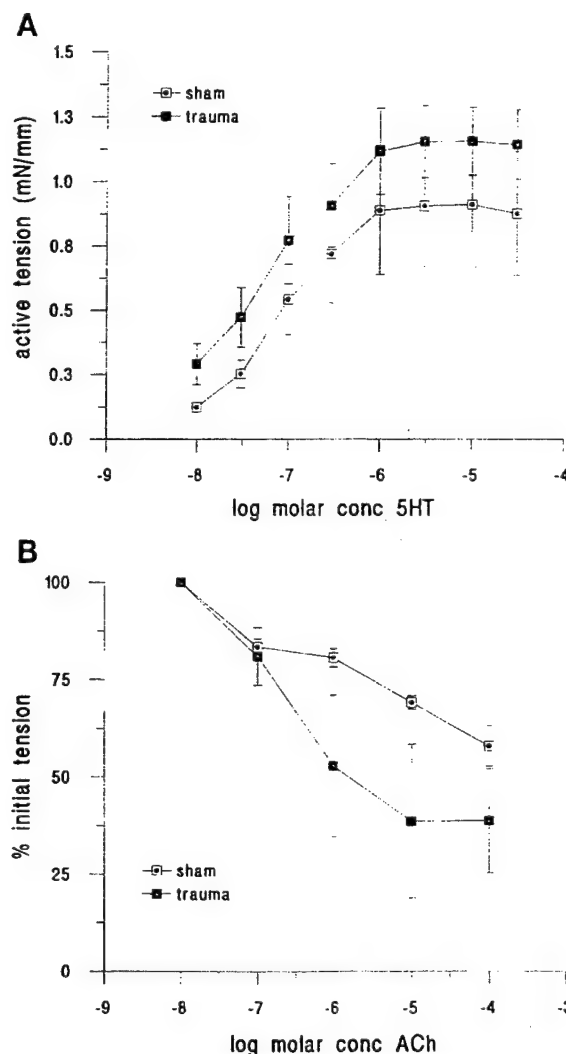 A
1.5
1.3
1.0
0.8
0.5
0.3
0.0
active tension (mN/mm)
sham
trauma
-9 -8 -7 -6 -5 -4
log molar conc 5HT
B
100
75
50
25
0
% initial tension
sham
trauma
-9 -8 -7 -6 -5 -4 -3
log molar conc ACh